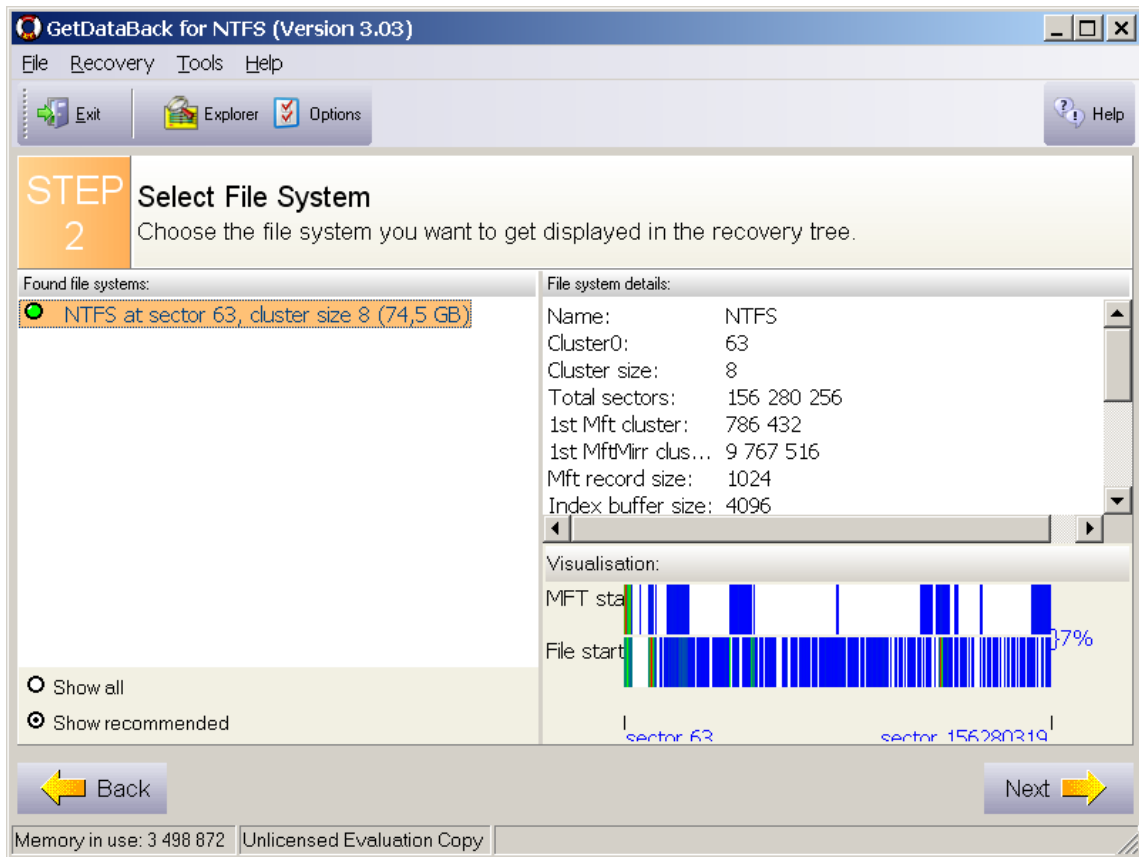 GetDataBack for NTFS (Version 3.03)
File Recovery Tools Help
Exit Explorer Options Help
STEP 2
Select File System
Choose the file system you want to get displayed in the recovery tree.
Found file systems:
NTFS at sector 63, cluster size 8 (74,5 GB)
Show all
Show recommended
File system details:
Name: NTFS
Cluster0: 63
Cluster size: 8
Total sectors: 156 280 256
1st Mft cluster: 786 432
1st MftMirr clus... 9 767 516
Mft record size: 1024
Index buffer size: 4096
Visualisation:
MFT sta
File start
}7%
sector 63 sector 156280319
Back Next
Memory in use: 3 498 872 Unlicensed Evaluation Copy